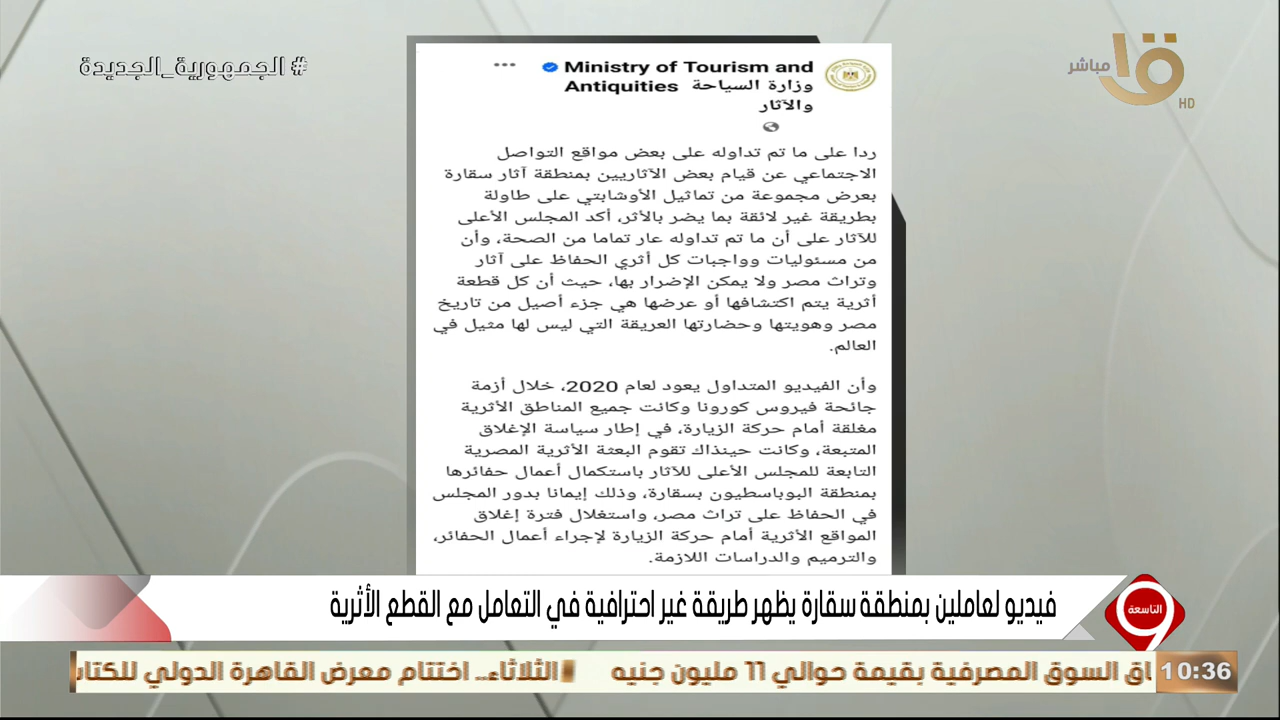 # الجمهورية_الجديدة
مباشر
HD
Ministry of Tourism and
Antiquities وزارة السياحة
والآثار
ردا على ما تم تداوله على بعض مواقع التواصل
الاجتماعي عن قيام بعض الآثاريين بمنطقة آثار سقارة
بعرض مجموعة من تماثيل الأوشابتي على طاولة
بطريقة غير لائقة بما يضر بالأثر، أكد المجلس الأعلى
للآثار على أن ما تم تداوله عار تماما من الصحة، وأن
من مسئوليات وواجبات كل أثري الحفاظ على آثار
وتراث مصر ولا يمكن الإضرار بها، حيث أن كل قطعة
أثرية يتم اكتشافها أو عرضها هي جزء أصيل من تاريخ
مصر وهويتها وحضارتها العريقة التي ليس لها مثيل في
العالم.
وأن الفيديو المتداول يعود لعام 2020، خلال أزمة
جائحة فيروس كورونا وكانت جميع المناطق الأثرية
مغلقة أمام حركة الزيارة، في إطار سياسة الإغلاق
المتبعة، وكانت حينذاك تقوم البعثة الأثرية المصرية
التابعة للمجلس الأعلى للآثار باستكمال أعمال حفائرها
بمنطقة البوباسطيون بسقارة، وذلك إيمانا بدور المجلس
في الحفاظ على تراث مصر، واستغلال فترة إغلاق
المواقع الأثرية أمام حركة الزيارة لإجراء أعمال الحفائر،
والترميم والدراسات اللازمة.
التاسعة
فيديو لعاملين بمنطقة سقارة يظهر طريقة غير احترافية في التعامل مع القطع الأثرية
10:36
السوق المصرفية بقيمة حوالي 61 مليون جنيه الثلاثاء.. اختتام معرض القاهرة الدولي